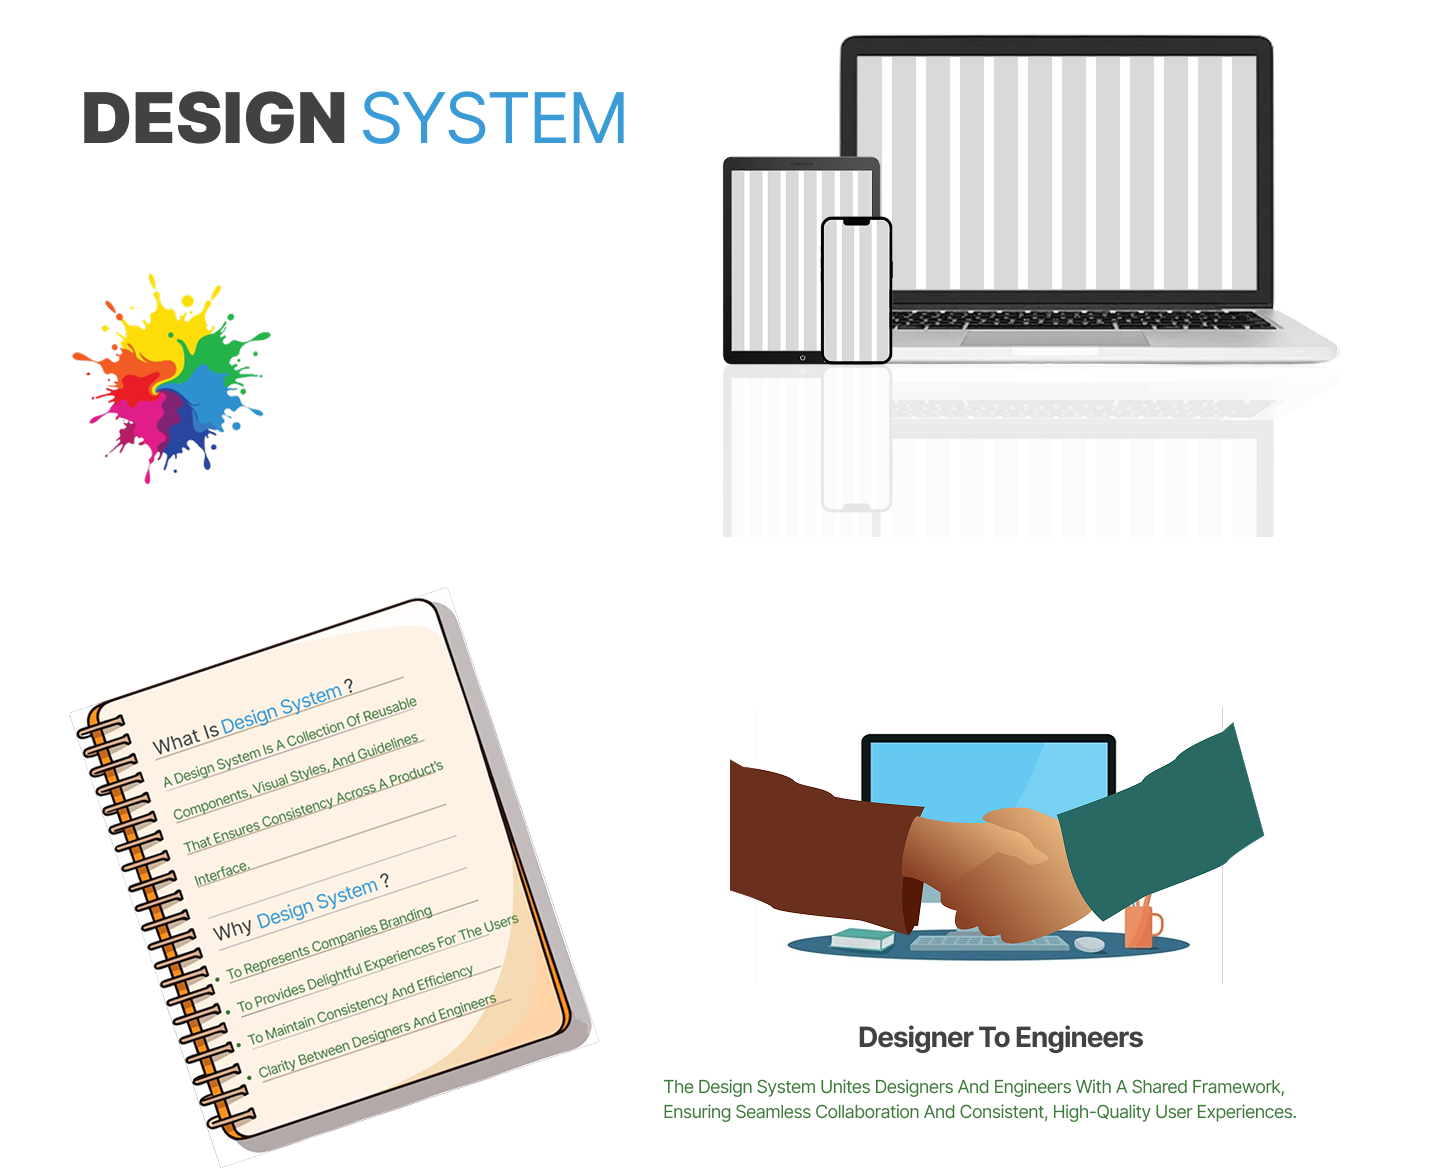 DESIGN SYSTEM
What Is Design System ?
A Design System Is A Collection Of Reusable
Components, Visual Styles, And Guidelines
That Ensures Consistency Across A Product's
Interface.
Why Design System ?
• To Represents Companies Branding
• To Provides Delightful Experiences For The Users
• To Maintain Consistency And Efficiency
• Clarity Between Designers And Engineers
Designer To Engineers
The Design System Unites Designers And Engineers With A Shared Framework,
Ensuring Seamless Collaboration And Consistent, High-Quality User Experiences.